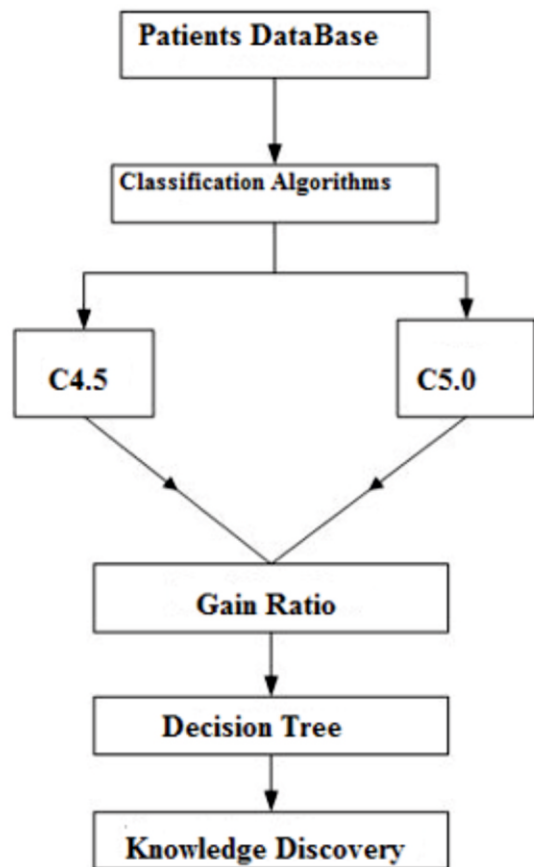 Patients DataBase
Classification Algorithms
C4.5
C5.0
Gain Ratio
Decision Tree
Knowledge Discovery